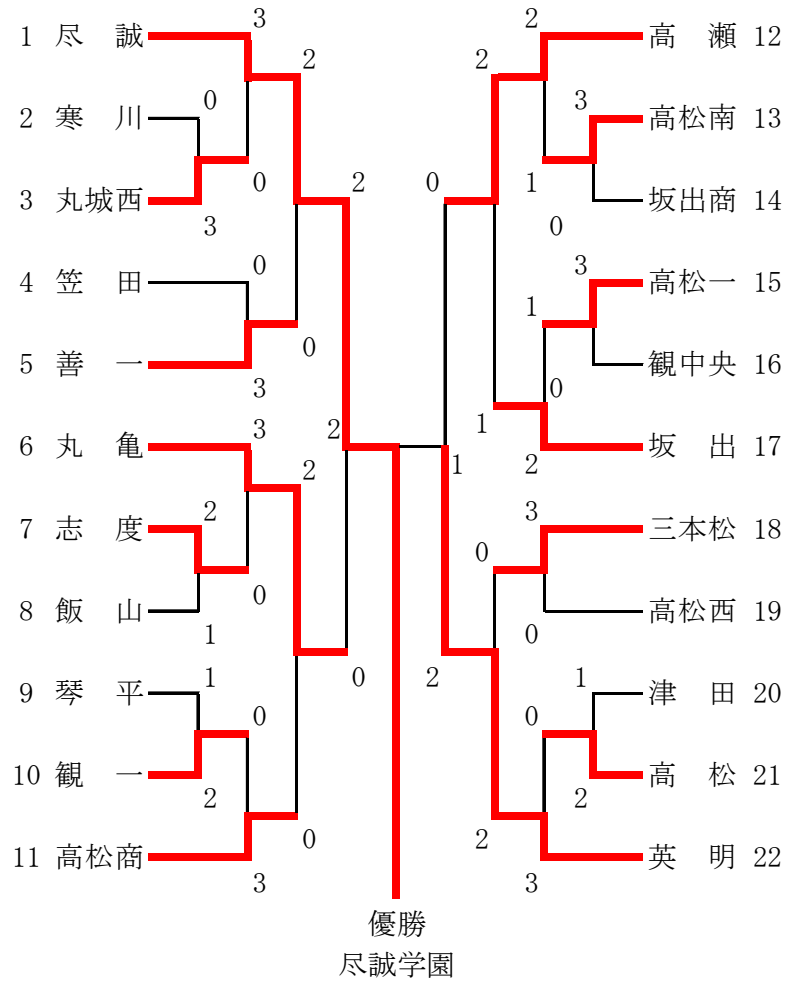 1 尽 誠
2 寒 川
3 丸城西
4 笠 田
5 善 一
6 丸 亀
7 志 度
8 飯 山
9 琴 平
10 観 一
11 高松商
3
2
0
0
3
2
0
0
3
3
2
2
2
0
1
1
0
2
0
0
3
2
2
0
3
1
0
3
1
0
1
2
1
3
0
0
2
1
0
2
2
3
高 瀬 12
高松南 13
坂出商 14
高松一 15
観中央 16
坂 出 17
三本松 18
高松西 19
津 田 20
高 松 21
英 明 22
優勝
尽誠学園